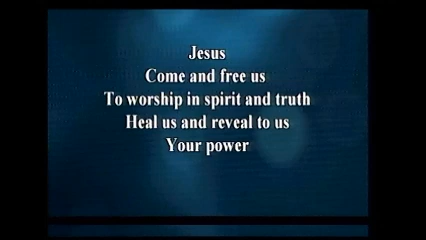 Jesus
Come and free us
To worship in spirit and truth
Heal us and reveal to us
Your power